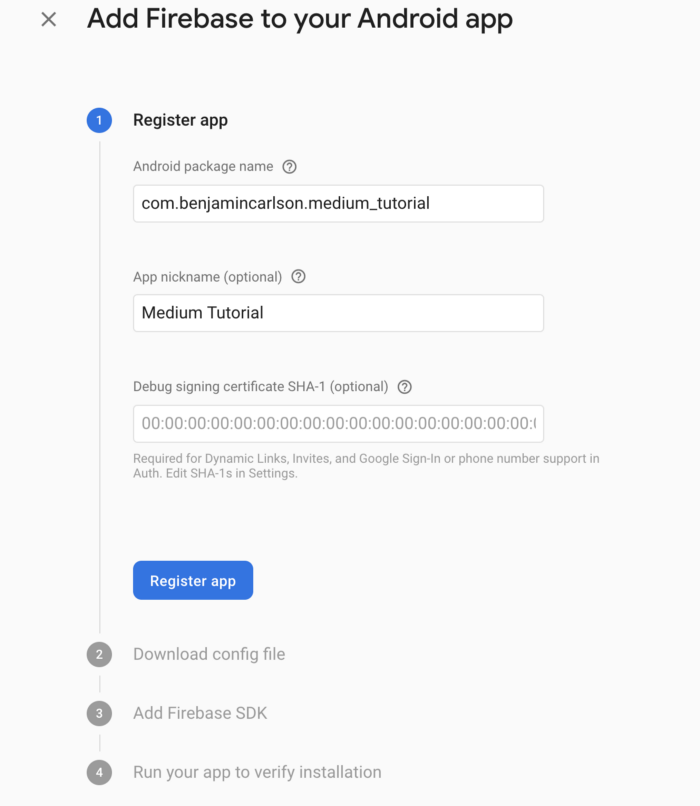 Add Firebase to your Android app
1
Register app
Android package name
com.benjamincarlson.medium_tutorial
App nickname (optional)
Medium Tutorial
Debug signing certificate SHA-1 (optional)
00:00:00:00:00:00:00:00:00:00:00:00:00:00:00:00:00:
Required for Dynamic Links, Invites, and Google Sign-In or phone number support in
Auth. Edit SHA-1s in Settings.
Register app
2
Download config file
3
Add Firebase SDK
4
Run your app to verify installation